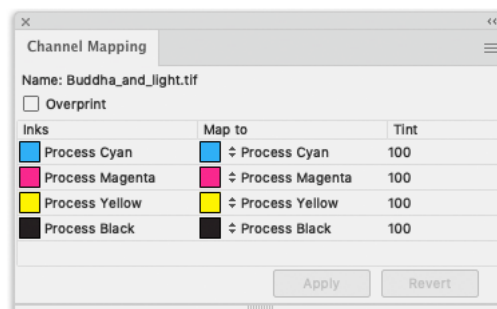 Channel Mapping
Name: Buddha_and_light.tif
Overprint
Inks Map to Tint
Process Cyan Process Cyan 100
Process Magenta Process Magenta 100
Process Yellow Process Yellow 100
Process Black Process Black 100
Apply Revert